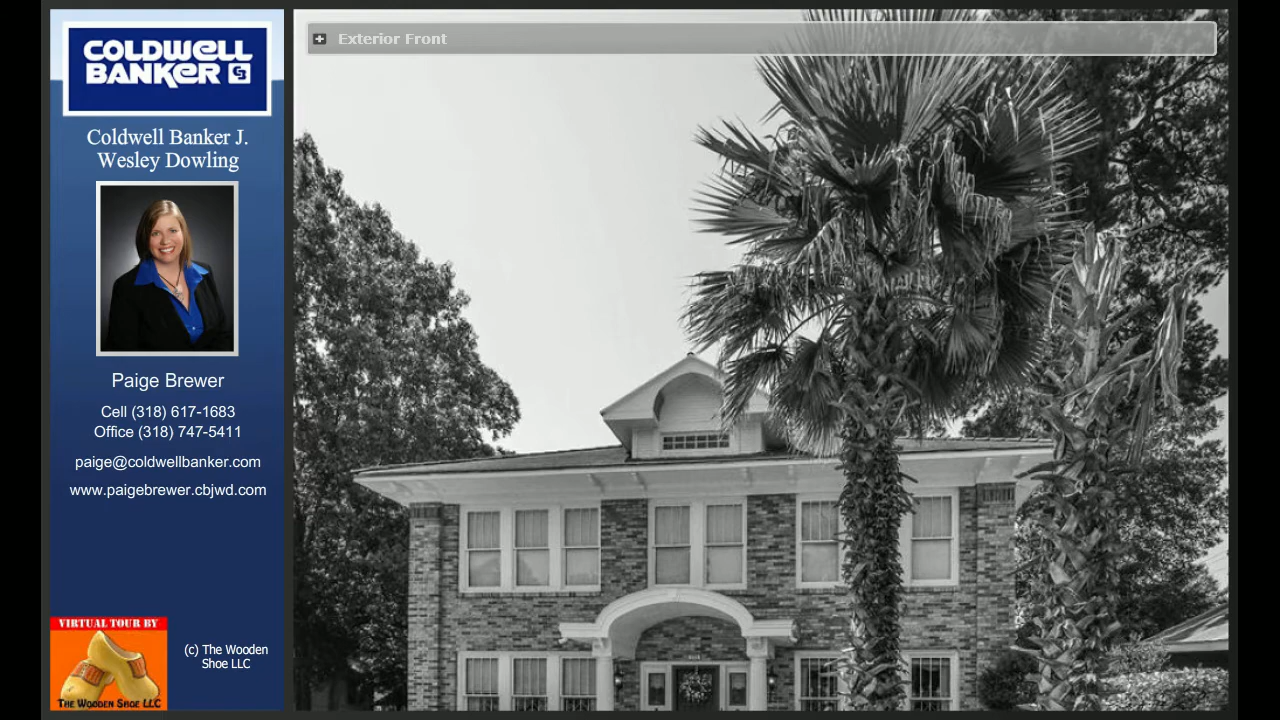 COLDWELL
BANKER CB
Coldwell Banker J.
Wesley Dowling
Paige Brewer
Cell (318) 617-1683
Office (318) 747-5411
paige@coldwellbanker.com
www.paigebrewer.cbjwd.com
VIRTUAL TOUR BY
THE WOODEN SHOE LLC
(c) The Wooden
Shoe LLC
Exterior Front